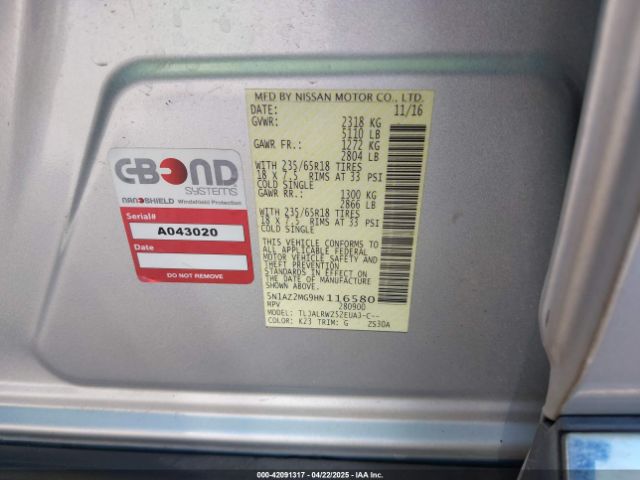 GBOND
SYSTEMS
NANOSHIELD Windshield Protection
Serial#
A043020
Date
DO NOT REMOVE
MFD BY NISSAN MOTOR CO., LTD.
DATE: 11/16
GVWR: 2318 KG
5110 LB
GAWR FR.: 1272 KG
2804 LB
WITH 235/65R18 TIRES
18 X 7.5 RIMS AT 33 PSI
COLD SINGLE
GAWR RR.: 1300 KG
2866 LB
WITH 235/65R18 TIRES
18 X 7.5 RIMS AT 33 PSI
COLD SINGLE
THIS VEHICLE CONFORMS TO
ALL APPLICABLE FEDERAL
MOTOR VEHICLE SAFETY AND
THEFT PREVENTION
STANDARDS IN EFFECT ON
THE DATE OF MANUFACTURE
SHOWN ABOVE.
5N1AZ2MG9HN116580
MPV 280900
MODEL: TLJALRWZ52EUA3-C--
COLOR: K23 TRIM: G ZS3DA
000-42091317 - 04/22/2025 - IAA, Inc.